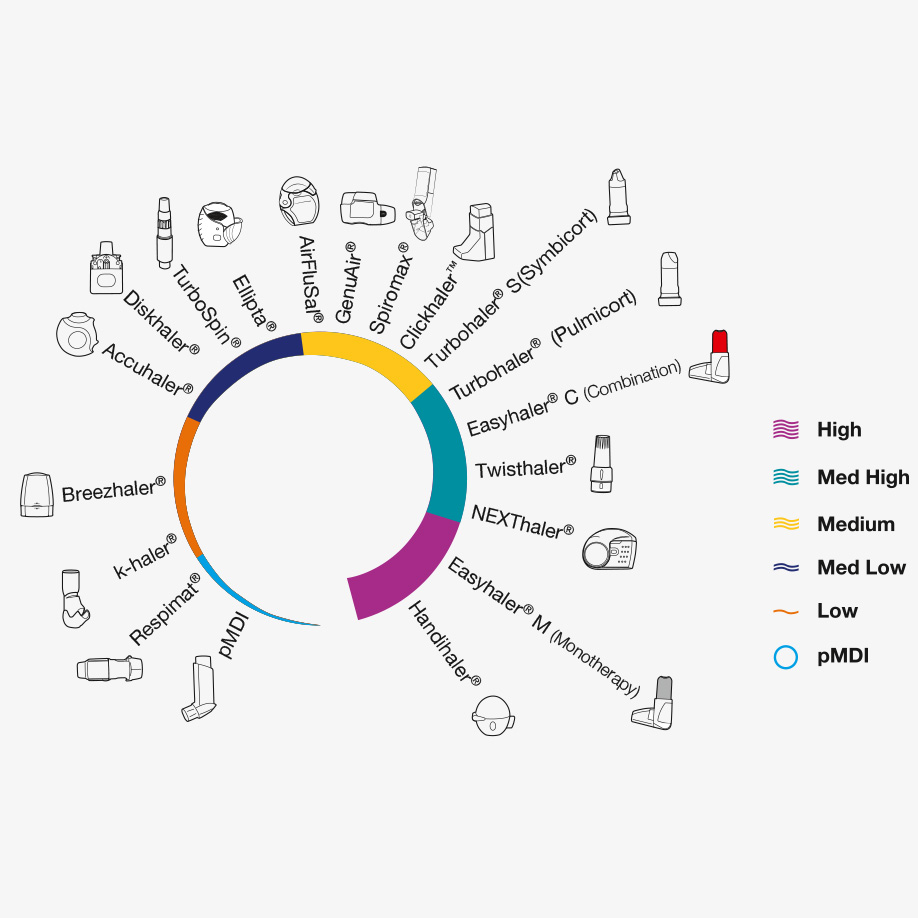 pMDI
Respimat®
k-haler®
Breezhaler®
Accuhaler®
Diskhaler®
TurboSpin®
Ellipta®
AirFluSal®
GenuAir®
Spiromax®
Clickhaler™
Turbohaler® S(Symbicort)
Turbohaler® (Pulmicort)
Easyhaler® C (Combination)
Twisthaler®
NEXThaler®
Easyhaler® M (Monotherapy)
Handihaler®
High
Med High
Medium
Med Low
Low
pMDI